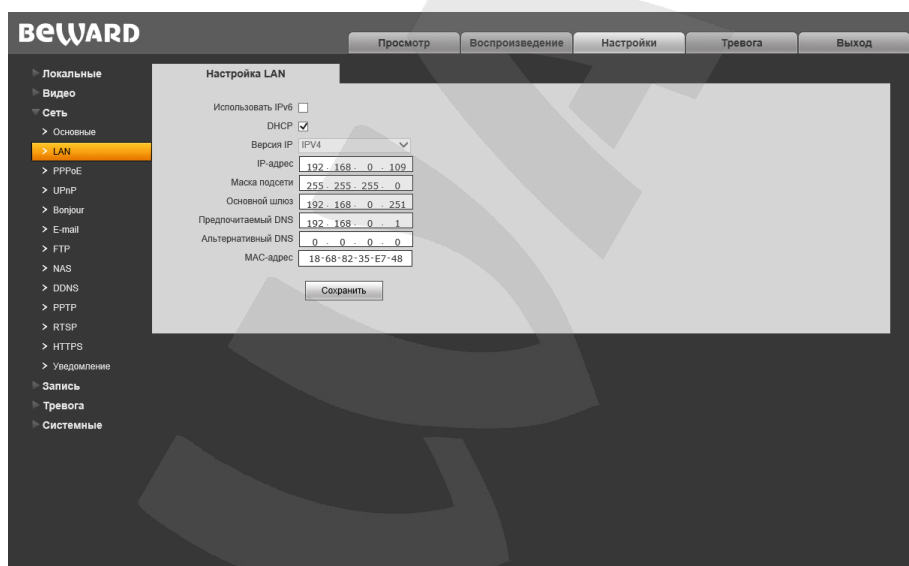 BEWARD
Просмотр
Воспроизведение
Настройки
Тревога
Выход
Локальные
Видео
Сеть
Основные
LAN
PPPoE
UPnP
Bonjour
E-mail
FTP
NAS
DDNS
PPTP
RTSP
HTTPS
Уведомление
Запись
Тревога
Системные
Настройка LAN
Использовать IPv6
DHCP
Версия IP IPV4
IP-адрес 192 . 168 . 0 . 109
Маска подсети 255 . 255 . 255 . 0
Основной шлюз 192 . 168 . 0 . 251
Предпочитаемый DNS 192 . 168 . 0 . 1
Альтернативный DNS 0 . 0 . 0 . 0
MAC-адрес 18-68-82-35-E7-48
Сохранить